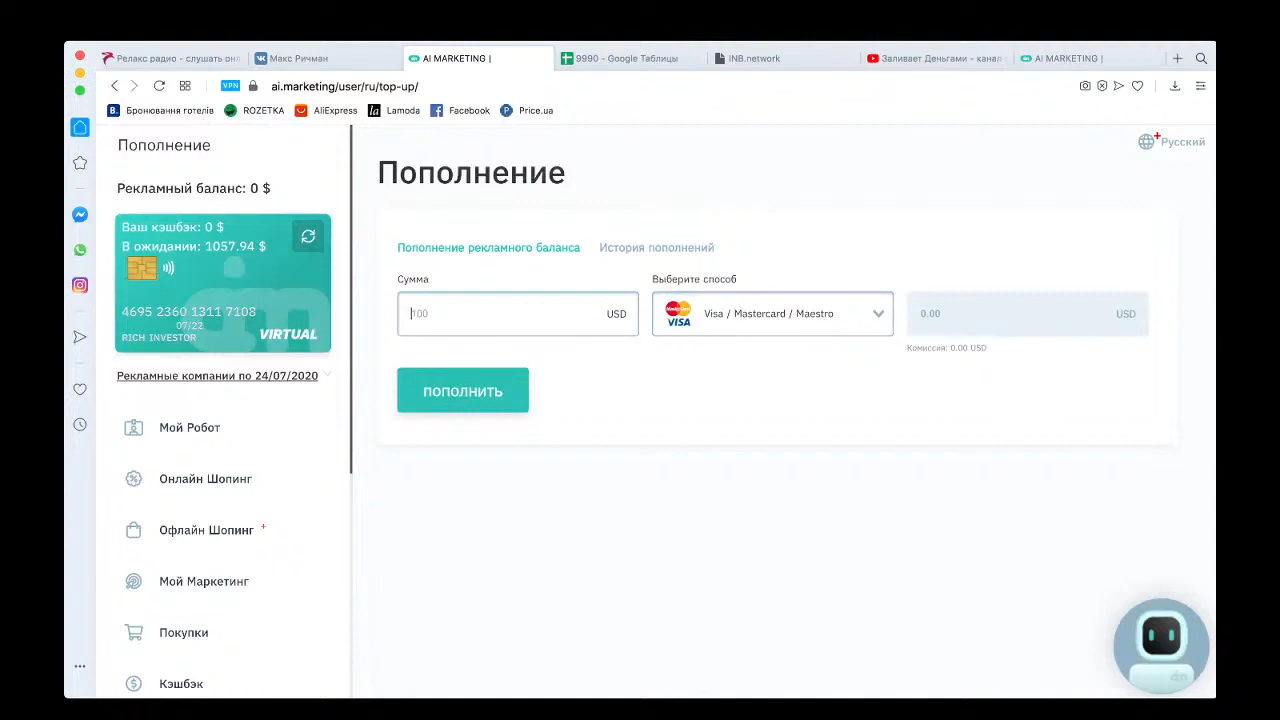 Релакс радио - слушать онл
Макс Ричман
AI MARKETING |
9990 - Google Таблицы
INB.network
Заливает Деньгами - канал
AI MARKETING |
VPN
ai.marketing/user/ru/top-up/
B. Бронювання готелів
ROZETKA
AliExpress
la Lamoda
Facebook
P Price.ua
Русский
Пополнение
Рекламный баланс: 0 $
Ваш кэшбэк: 0 $
В ожидании: 1057.94 $
4695 2360 1311 7108
07/22
RICH INVESTOR
VIRTUAL
Рекламные компании по 24/07/2020
Мой Робот
Онлайн Шопинг
Офлайн Шопинг +
Мой Маркетинг
Покупки
Кэшбэк
Пополнение
Пополнение рекламного баланса
История пополнений
Сумма
100
USD
Выберите способ
MasterCard
VISA
Visa / Mastercard / Maestro
0.00
USD
Комиссия: 0.00 USD
ПОПОЛНИТЬ